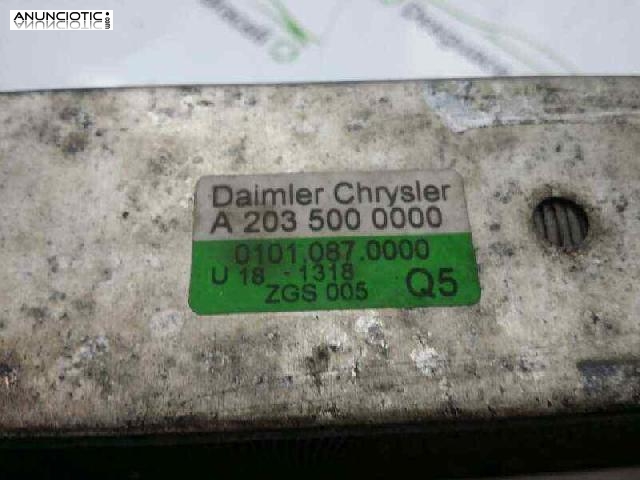 ANUNCIOTIC
Daimler Chrysler
A 203 500 0000
0101.087.0000
U 18 - 1318
ZGS 005 Q5